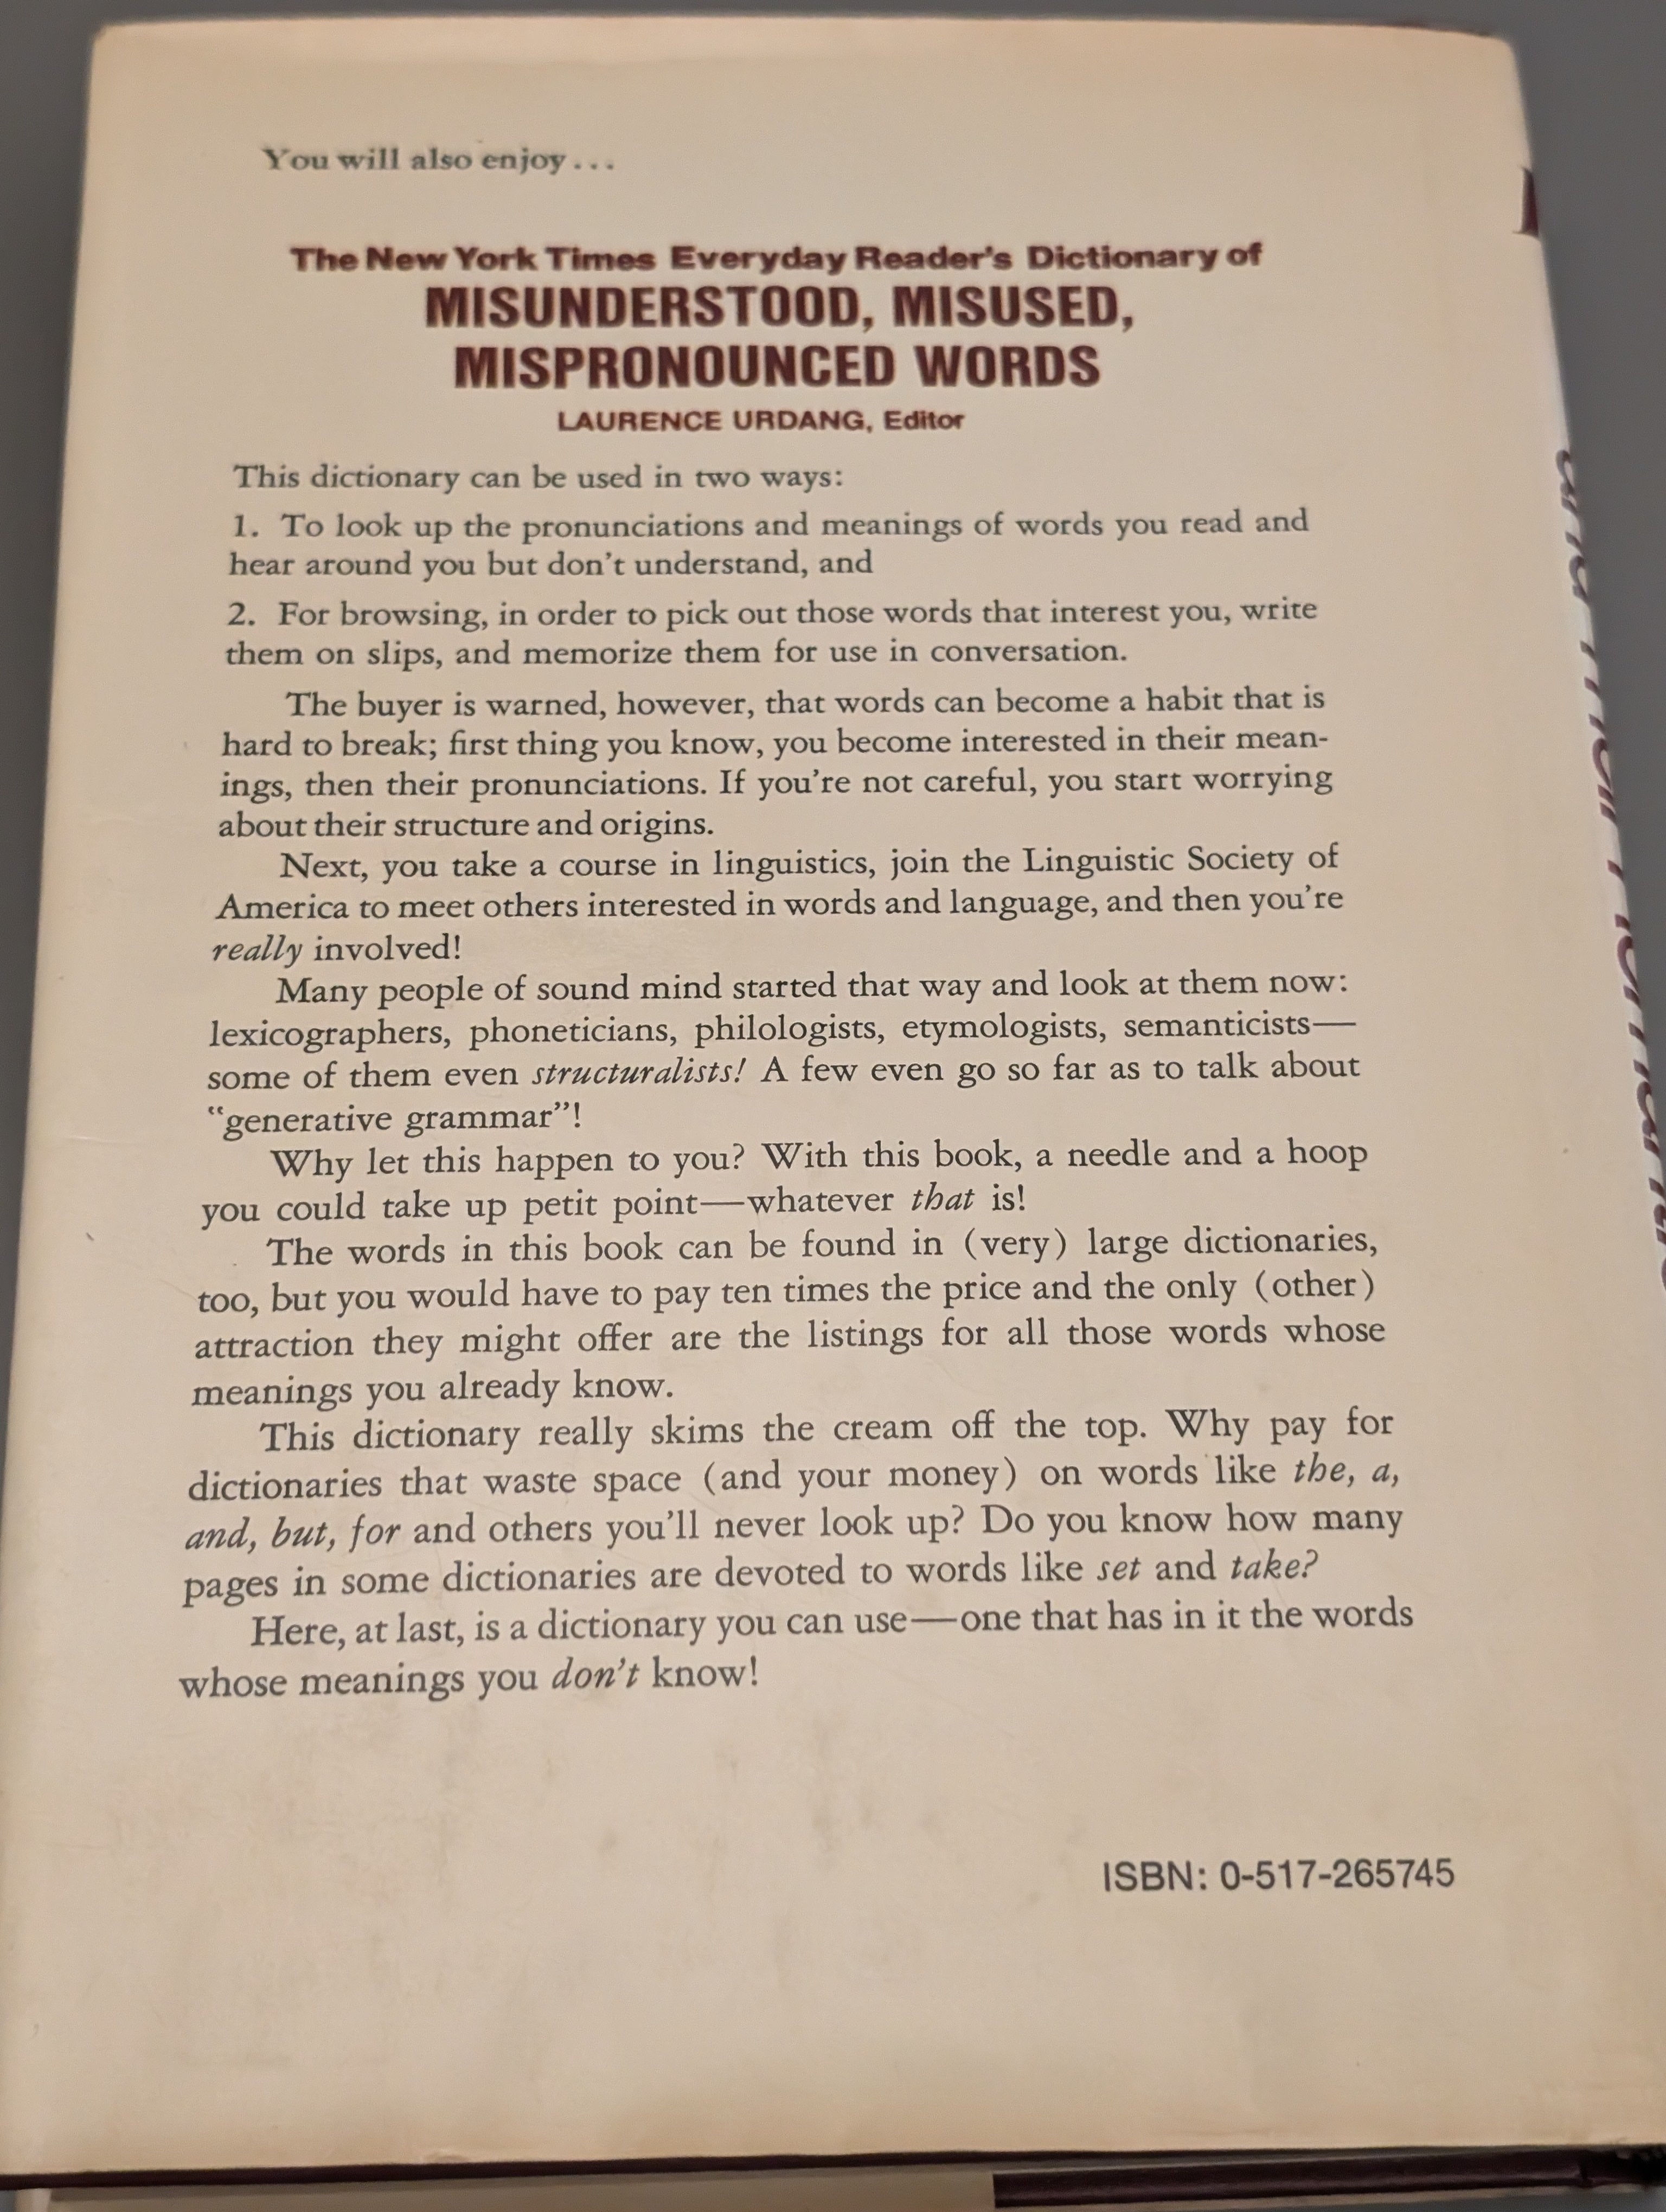 You will also enjoy...
The New York Times Everyday Reader's Dictionary of
MISUNDERSTOOD, MISUSED,
MISPRONOUNCED WORDS
LAURENCE URDANG, Editor
This dictionary can be used in two ways:
1. To look up the pronunciations and meanings of words you read and
hear around you but don't understand, and
2. For browsing, in order to pick out those words that interest you, write
them on slips, and memorize them for use in conversation.
The buyer is warned, however, that words can become a habit that is
hard to break; first thing you know, you become interested in their mean-
ings, then their pronunciations. If you're not careful, you start worrying
about their structure and origins.
Next, you take a course in linguistics, join the Linguistic Society of
America to meet others interested in words and language, and then you're
really involved!
Many people of sound mind started that way and look at them now:
lexicographers, phoneticians, philologists, etymologists, semanticists—
some of them even structuralists! A few even go so far as to talk about
"generative grammar"!
Why let this happen to you? With this book, a needle and a hoop
you could take up petit point—whatever that is!
The words in this book can be found in (very) large dictionaries,
too, but you would have to pay ten times the price and the only (other)
attraction they might offer are the listings for all those words whose
meanings you already know.
This dictionary really skims the cream off the top. Why pay for
dictionaries that waste space (and your money) on words like the, a,
and, but, for and others you'll never look up? Do you know how many
pages in some dictionaries are devoted to words like set and take?
Here, at last, is a dictionary you can use—one that has in it the words
whose meanings you don't know!
ISBN: 0-517-265745